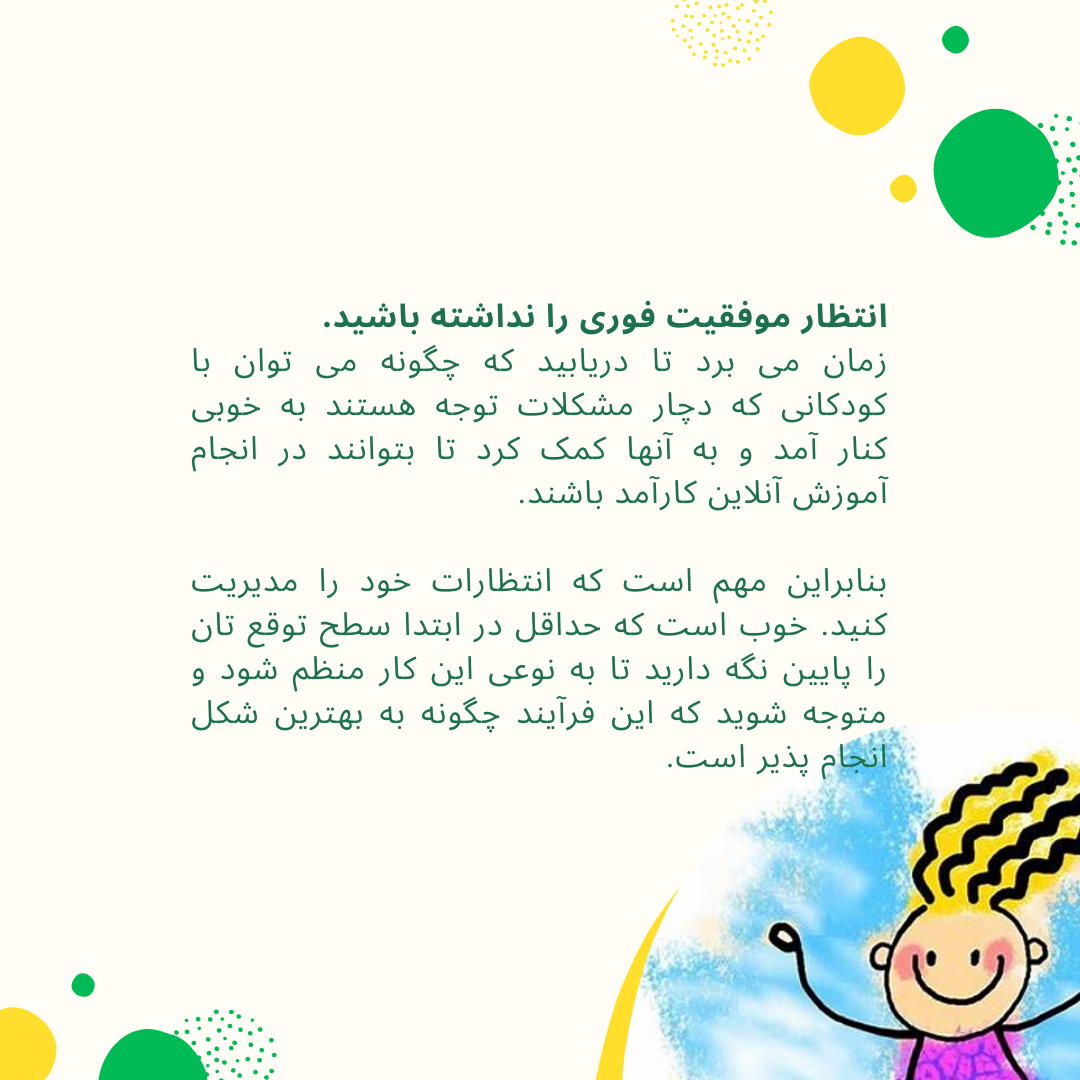 انتظار موفقیت فوری را نداشته باشید.
زمان می برد تا دریابید که چگونه می توان با
کودکانی که دچار مشکلات توجه هستند به خوبی
کنار آمد و به آنها کمک کرد تا بتوانند در انجام
آموزش آنلاین کارآمد باشند.
بنابراین مهم است که انتظارات خود را مدیریت
کنید. خوب است که حداقل در ابتدا سطح توقع تان
را پایین نگه دارید تا به نوعی این کار منظم شود و
متوجه شوید که این فرآیند چگونه به بهترین شکل
انجام پذیر است.